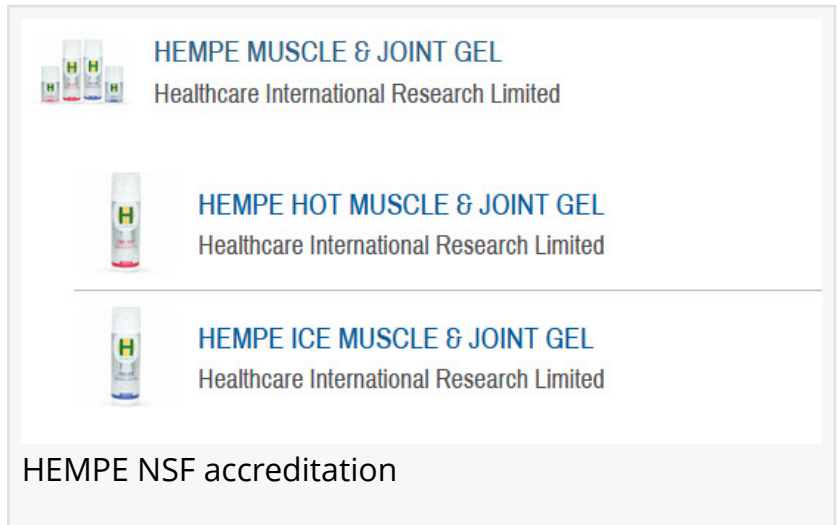 HEMPE MUSCLE & JOINT GEL
Healthcare International Research Limited
HEMPE HOT MUSCLE & JOINT GEL
Healthcare International Research Limited
HEMPE ICE MUSCLE & JOINT GEL
Healthcare International Research Limited
HEMPE NSF accreditation